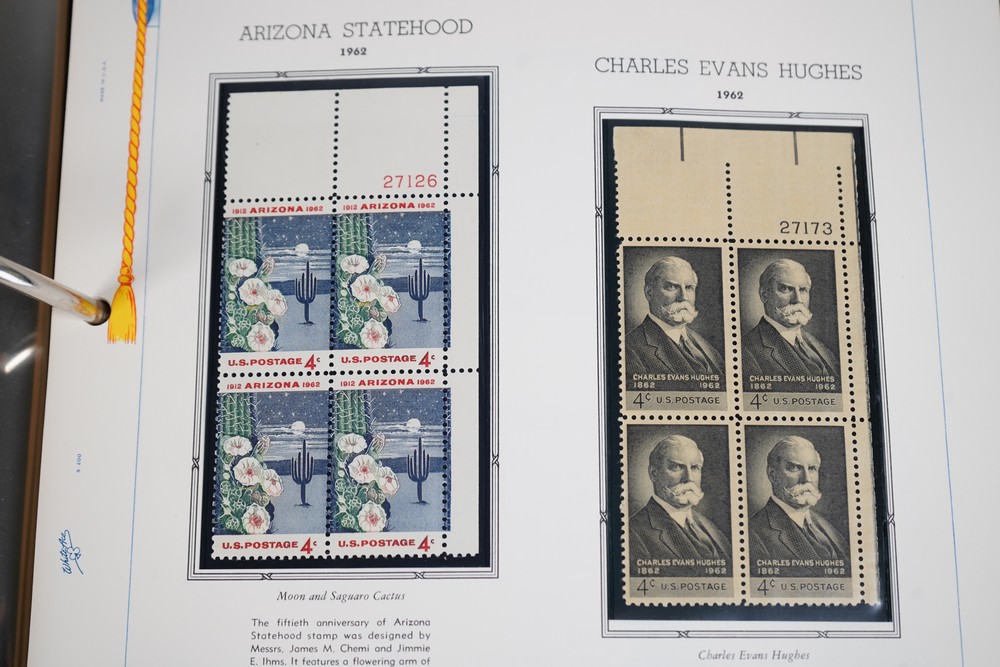 ARIZONA STATEHOOD
1962
27126
1912 ARIZONA 1962
1912 ARIZONA 1962
U.S. POSTAGE 4c
U.S. POSTAGE 4c
1912 ARIZONA 1962
1912 ARIZONA 1962
U.S. POSTAGE 4c
U.S. POSTAGE 4c
Moon and Saguaro Cactus
The fiftieth anniversary of Arizona
Statehood stamp was designed by
Messrs, James M. Chemi and Jimmie
E. Ihms. It features a flowering arm of
CHARLES EVANS HUGHES
1962
27173
CHARLES EVANS HUGHES
1862 1962
4c U.S. POSTAGE
CHARLES EVANS HUGHES
1862 1962
4c U.S. POSTAGE
CHARLES EVANS HUGHES
1862 1962
4c U.S. POSTAGE
CHARLES EVANS HUGHES
1862 1962
4c U.S. POSTAGE
Charles Evans Hughes
MADE IN U.S.A.
White Ace